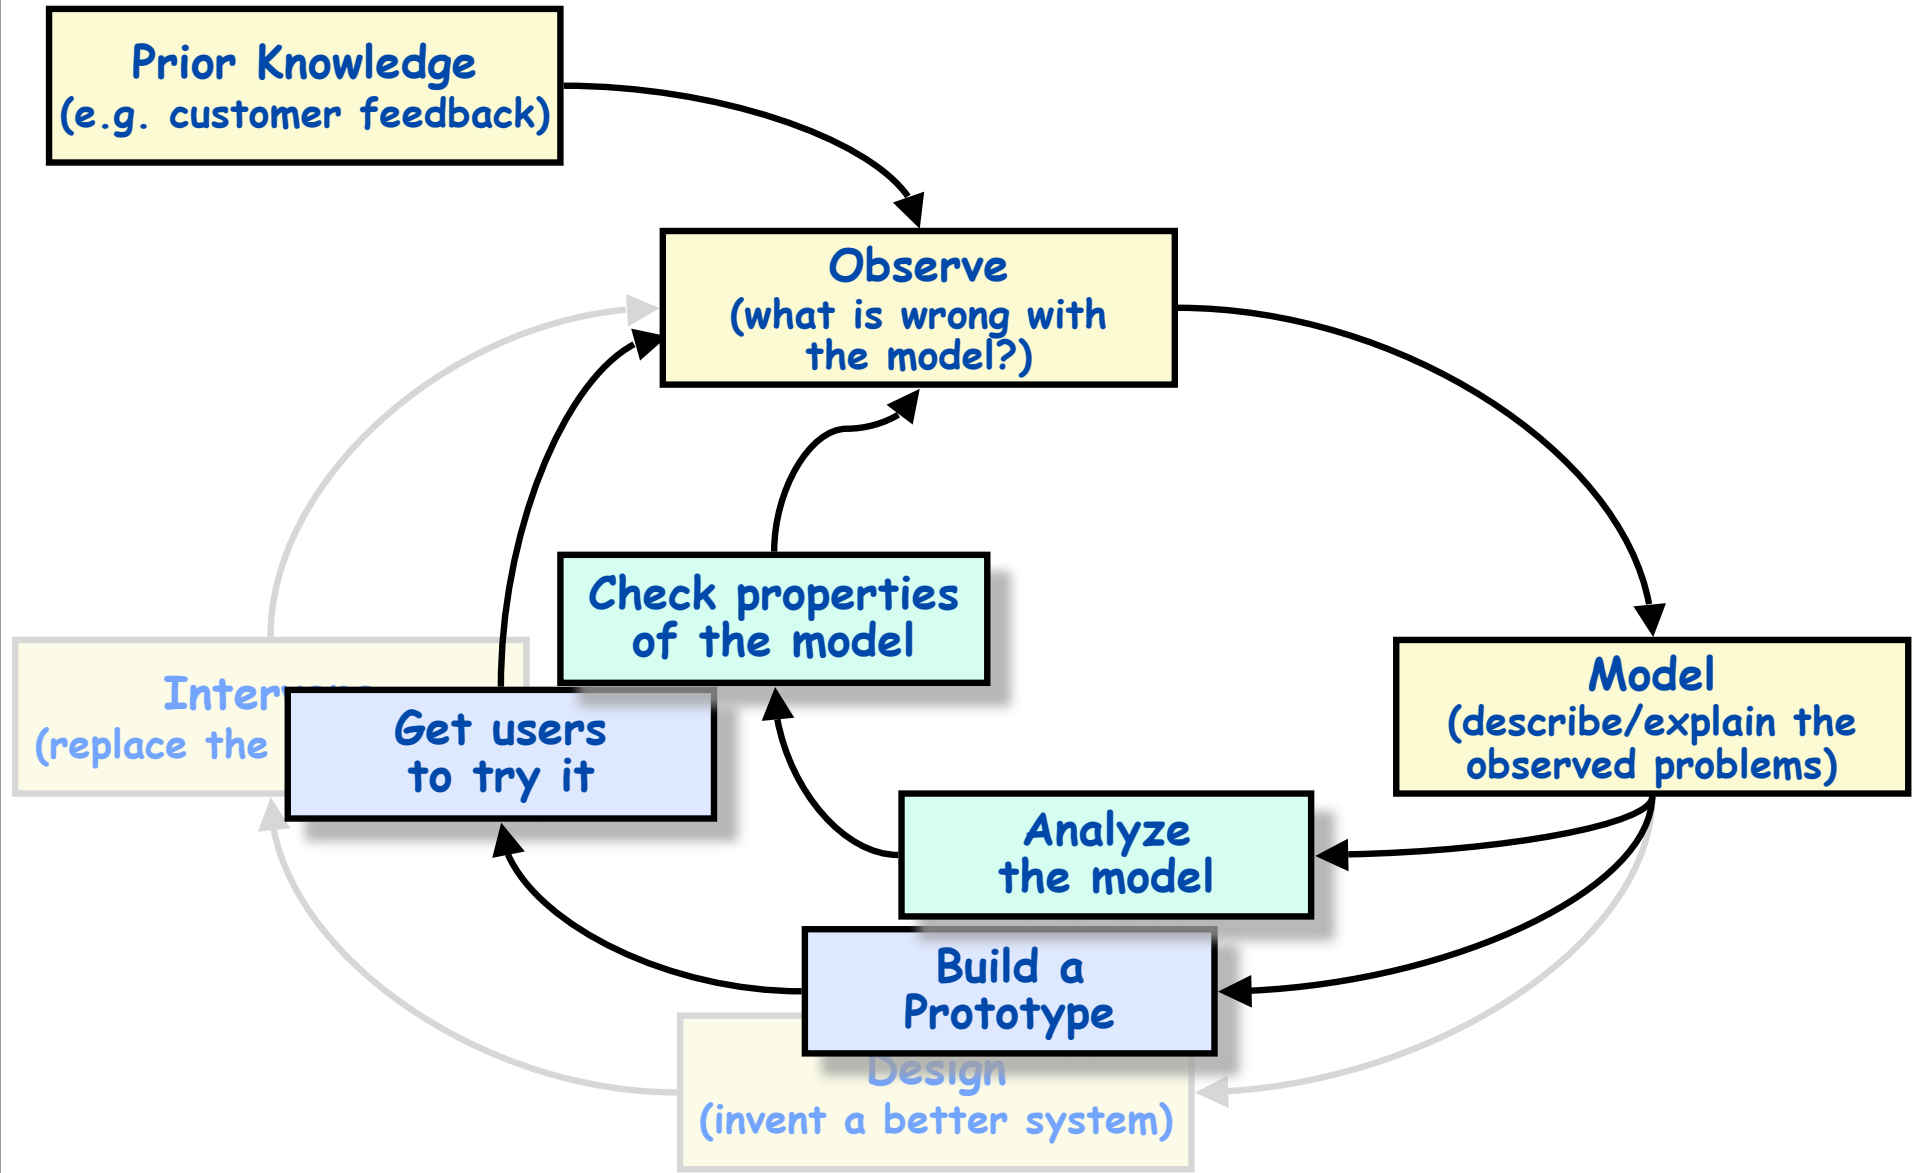 Prior Knowledge
(e.g. customer feedback)
Observe
(what is wrong with
the model?)
Check properties
of the model
Model
(describe/explain the
observed problems)
(replace the
Get users
to try it
Analyze
the model
Build a
Prototype
Design
(invent a better system)